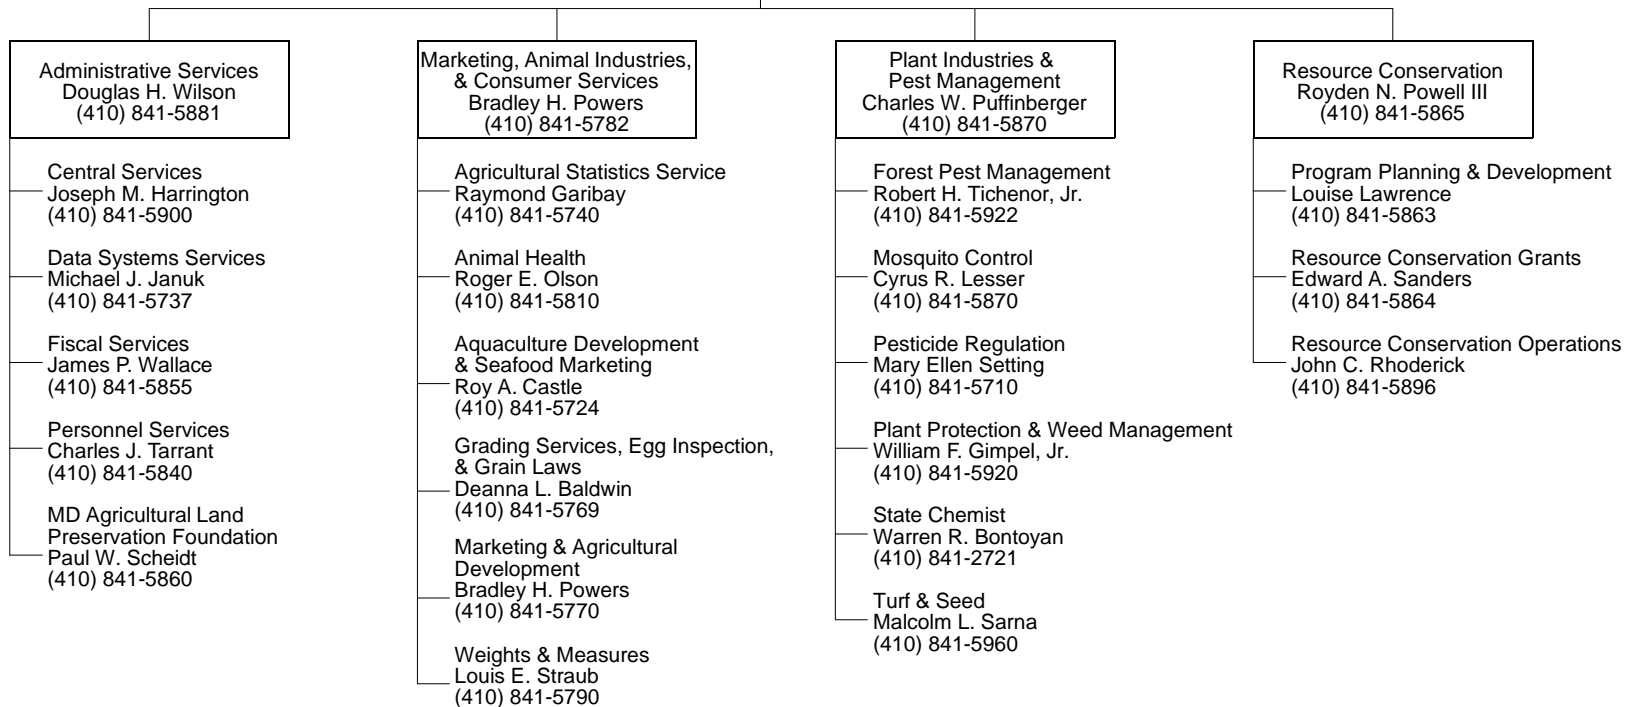 Administrative Services
Douglas H. Wilson
(410) 841-5881
Central Services
Joseph M. Harrington
(410) 841-5900
Data Systems Services
Michael J. Januk
(410) 841-5737
Fiscal Services
James P. Wallace
(410) 841-5855
Personnel Services
Charles J. Tarrant
(410) 841-5840
MD Agricultural Land
Preservation Foundation
Paul W. Scheidt
(410) 841-5860
Marketing, Animal Industries,
& Consumer Services
Bradley H. Powers
(410) 841-5782
Agricultural Statistics Service
Raymond Garibay
(410) 841-5740
Animal Health
Roger E. Olson
(410) 841-5810
Aquaculture Development
& Seafood Marketing
Roy A. Castle
(410) 841-5724
Grading Services, Egg Inspection,
& Grain Laws
Deanna L. Baldwin
(410) 841-5769
Marketing & Agricultural
Development
Bradley H. Powers
(410) 841-5770
Weights & Measures
Louis E. Straub
(410) 841-5790
Plant Industries &
Pest Management
Charles W. Puffinberger
(410) 841-5870
Forest Pest Management
Robert H. Tichenor, Jr.
(410) 841-5922
Mosquito Control
Cyrus R. Lesser
(410) 841-5870
Pesticide Regulation
Mary Ellen Setting
(410) 841-5710
Plant Protection & Weed Management
William F. Gimpel, Jr.
(410) 841-5920
State Chemist
Warren R. Bontoyan
(410) 841-2721
Turf & Seed
Malcolm L. Sarna
(410) 841-5960
Resource Conservation
Royden N. Powell III
(410) 841-5865
Program Planning & Development
Louise Lawrence
(410) 841-5863
Resource Conservation Grants
Edward A. Sanders
(410) 841-5864
Resource Conservation Operations
John C. Rhoderick
(410) 841-5896